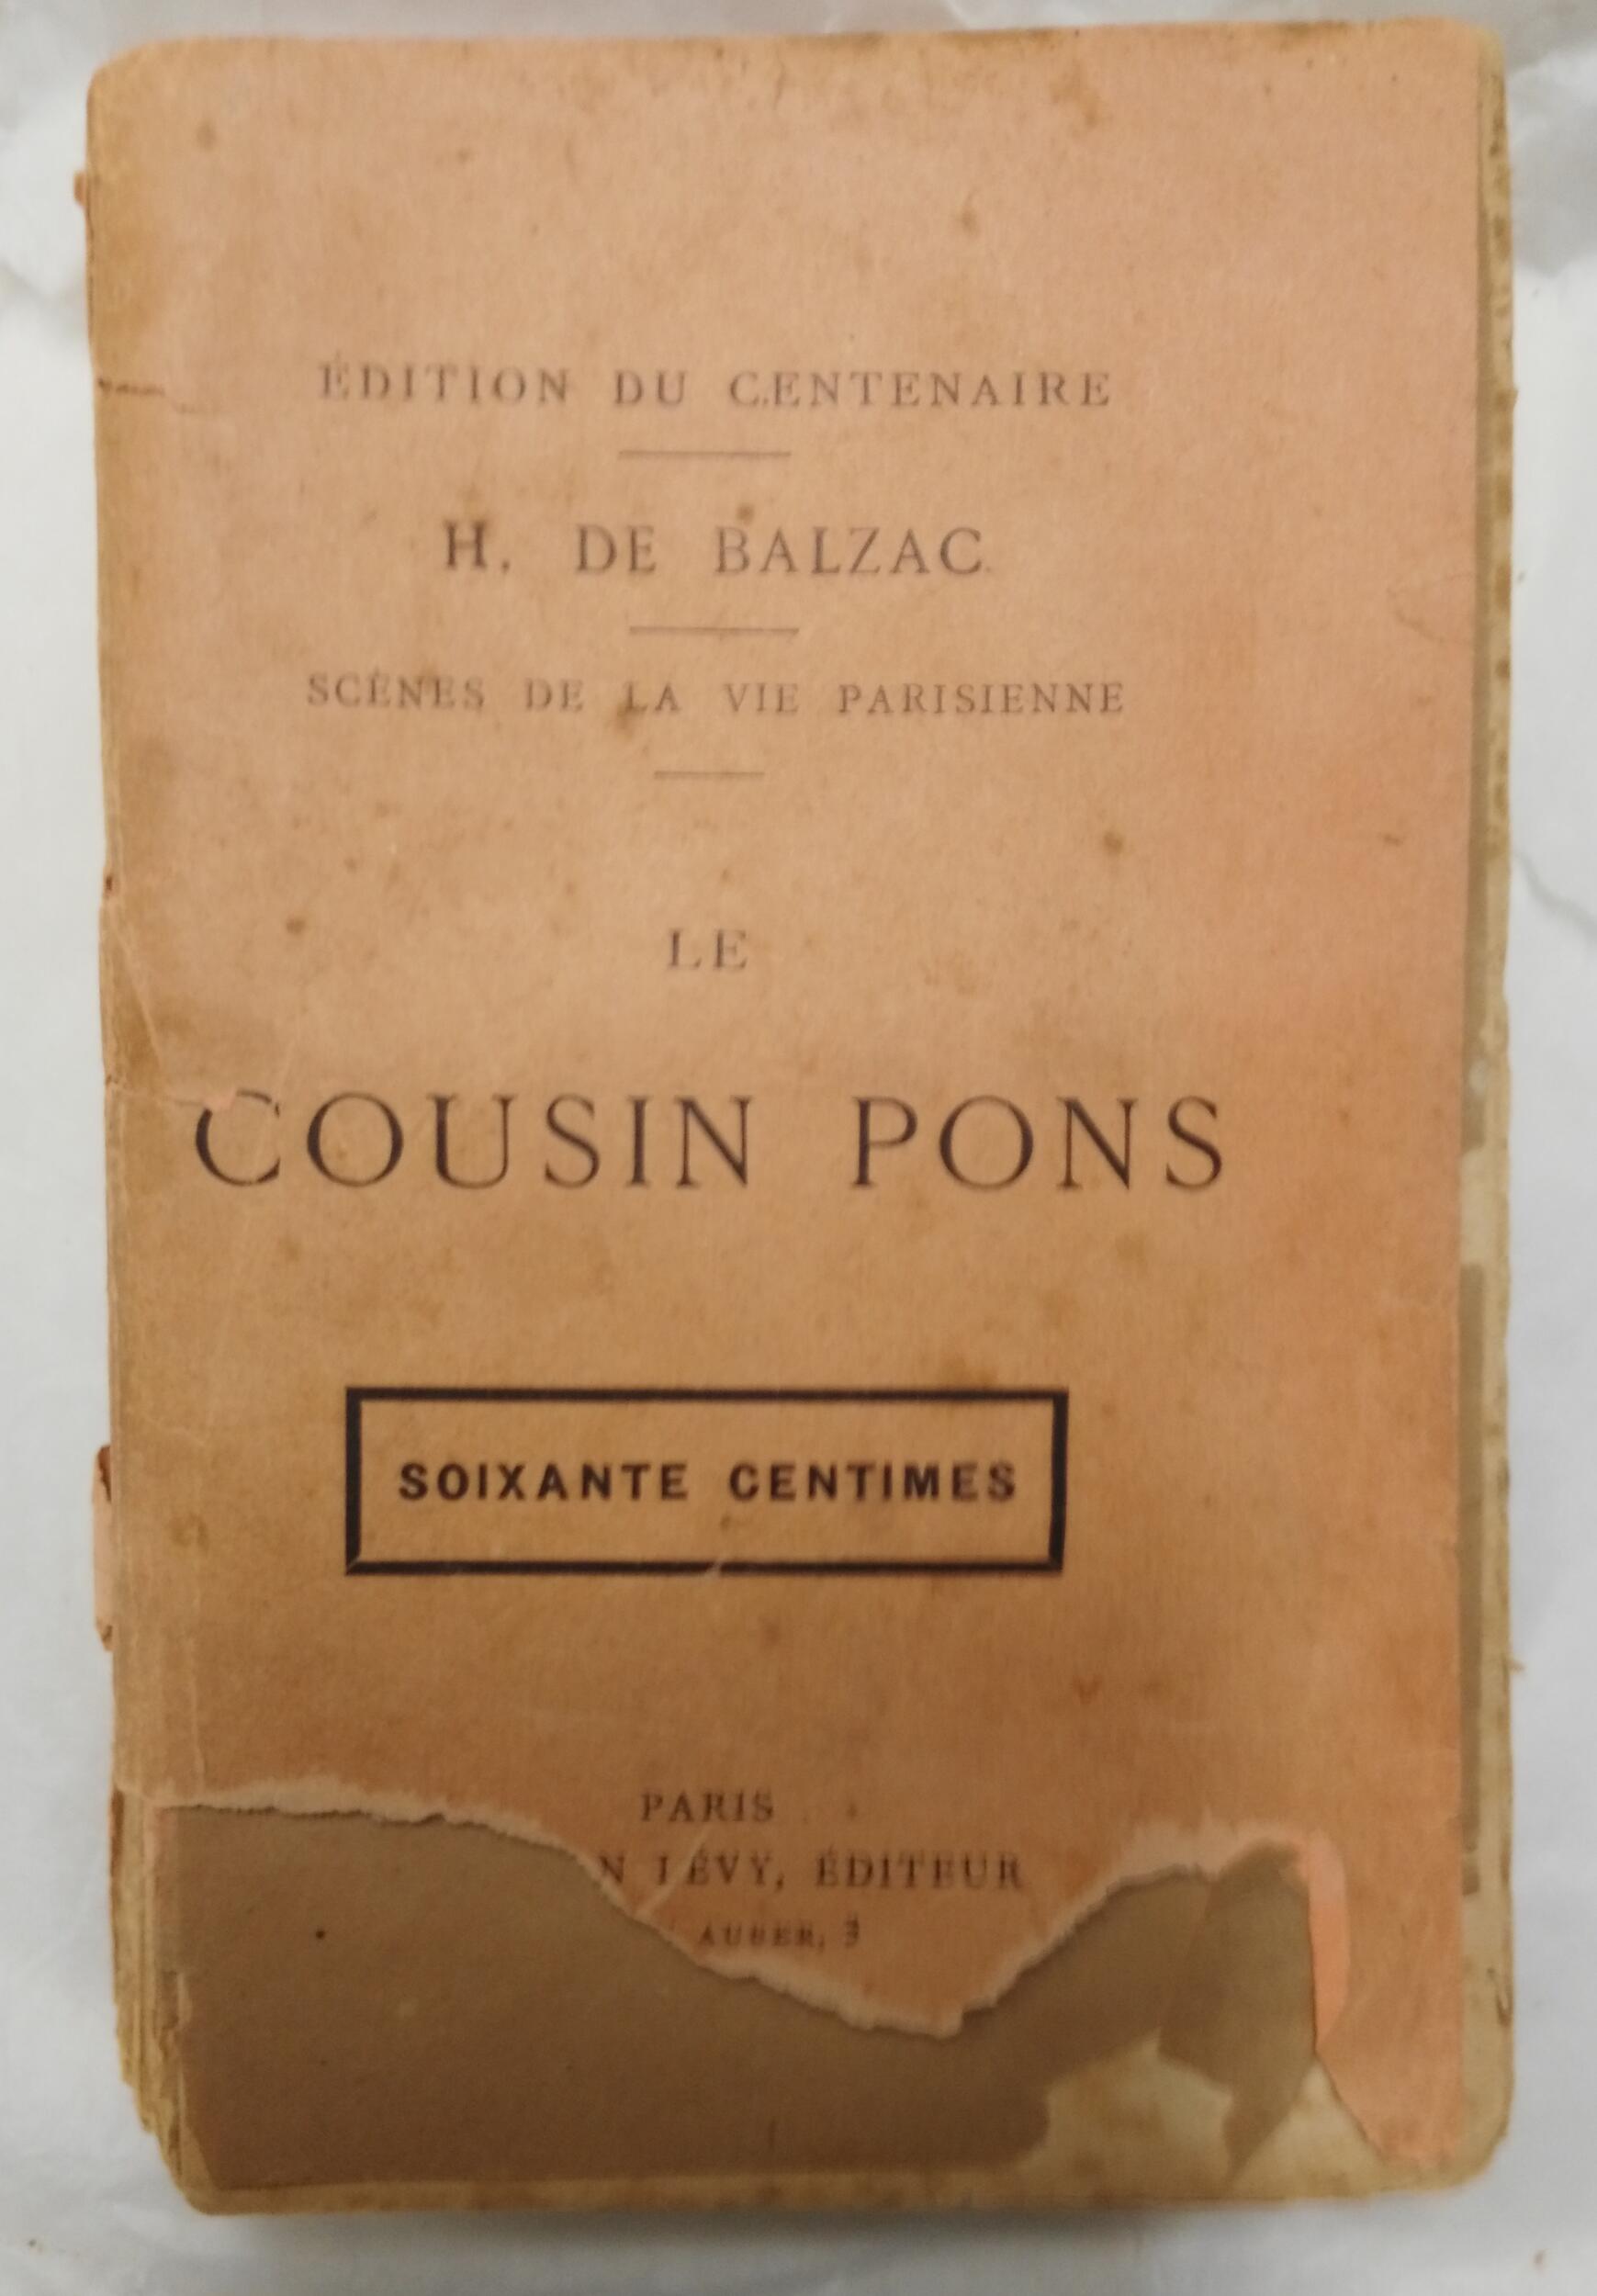 ÉDITION DU CENTENAIRE
H. DE BALZAC
SCÈNES DE LA VIE PARISIENNE
LE
COUSIN PONS
SOIXANTE CENTIMES
PARIS
N LÉVY, ÉDITEUR
AUBER, 3